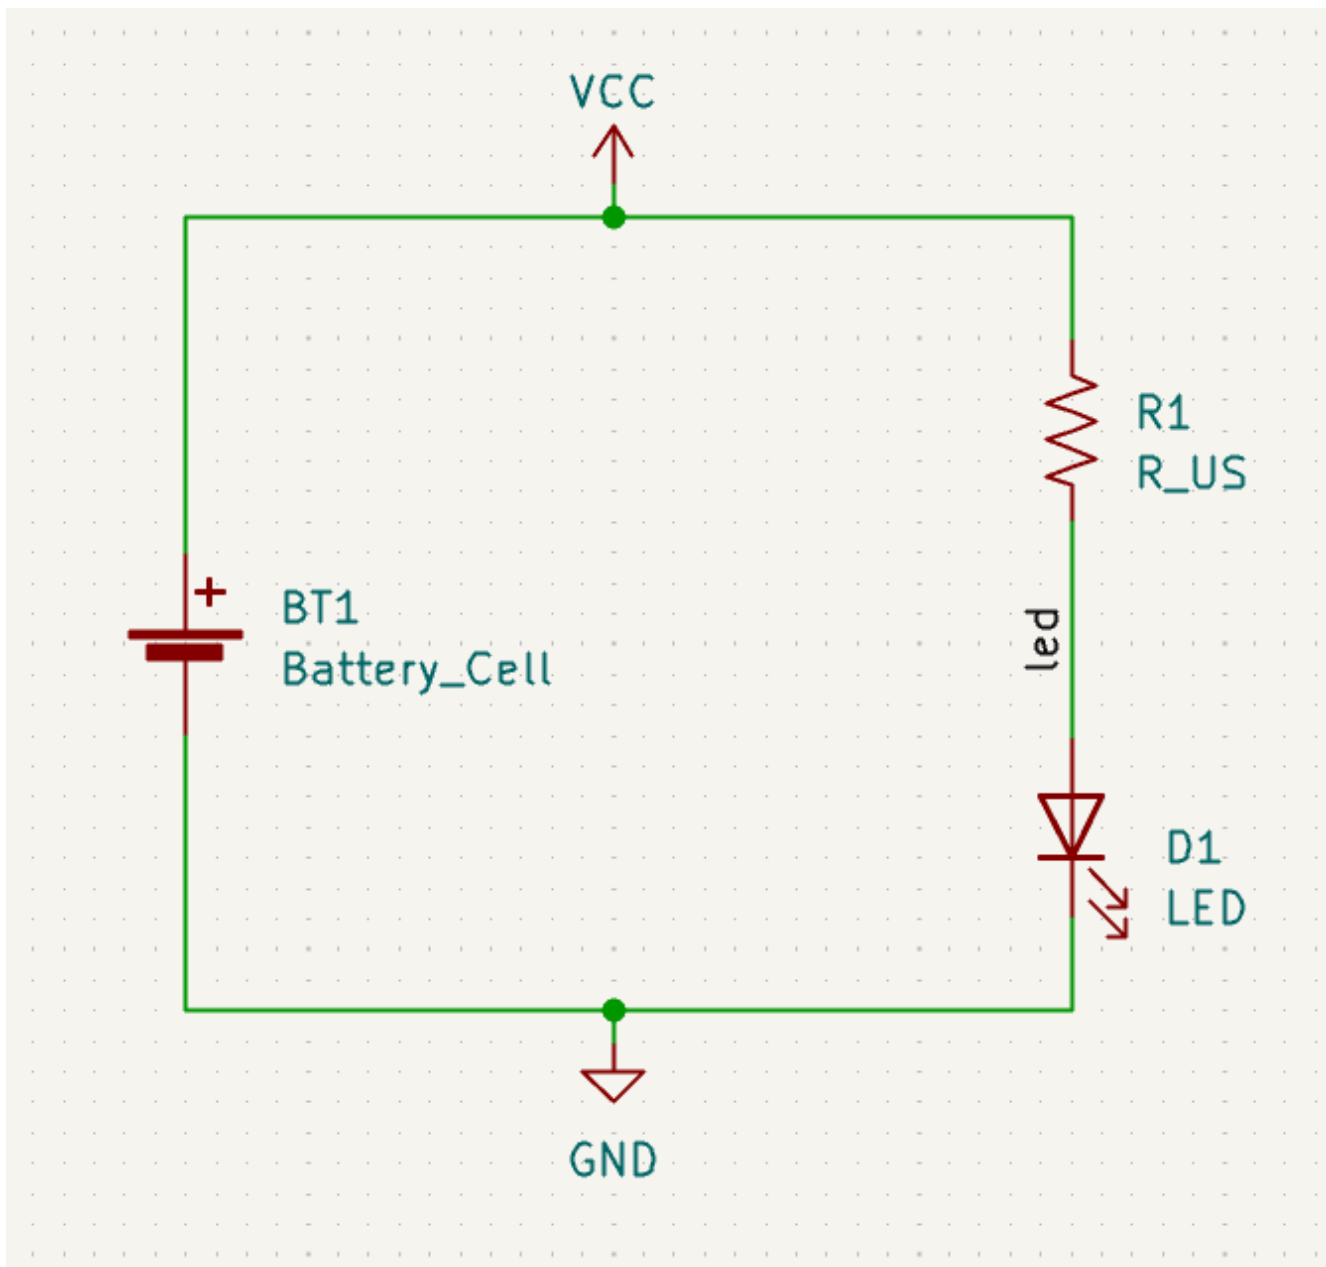 VCC
R1
R_US
+
BT1
Battery_Cell
led
D1
LED
GND